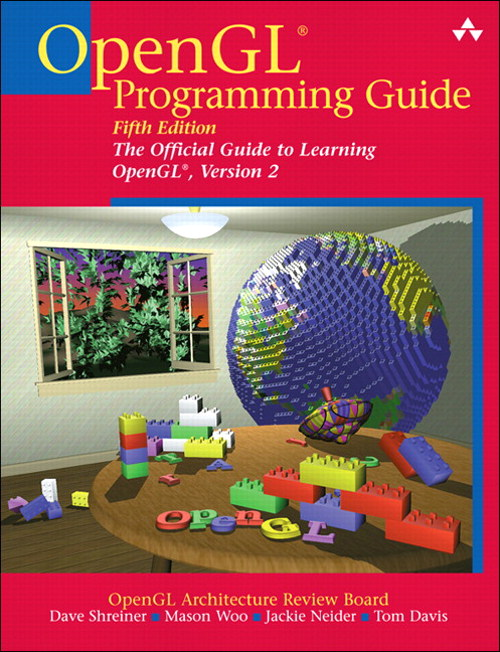 OpenGL®
Programming Guide
Fifth Edition
The Official Guide to Learning
OpenGL®, Version 2
OPENGL
OpenGL Architecture Review Board
Dave Shreiner ■ Mason Woo ■ Jackie Neider ■ Tom Davis